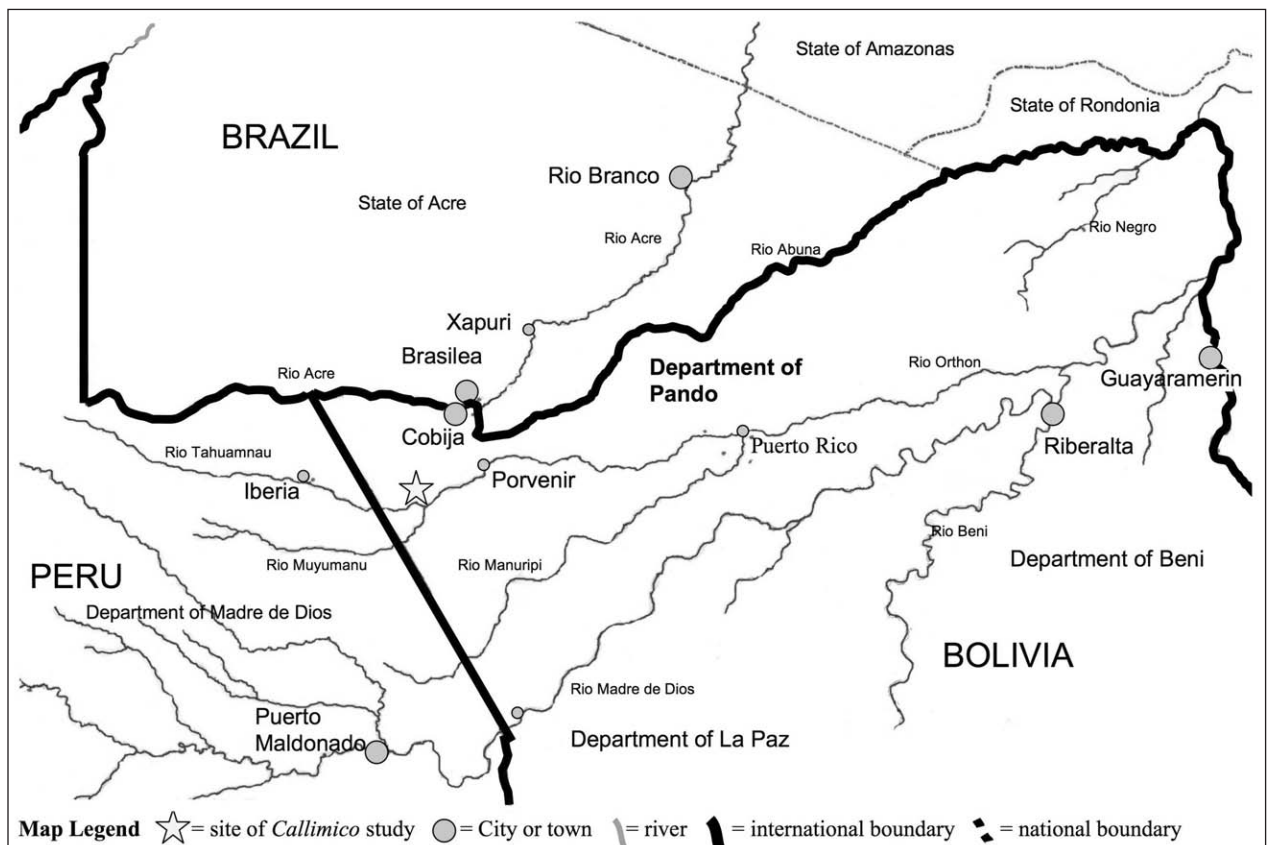 State of Amazonas
State of Rondonia
BRAZIL
Rio Branco
State of Acre
Rio Acre
Rio Abuna
Rio Negro
Xapuri
Brasilea
Rio Acre
Department of
Pando
Rio Orthon
Guayaramerin
Cobija
Puerto Rico
Riberalta
Rio Tahuamnau
Iberia
Porvenir
Rio Beni
Rio Muyumanu
Rio Manuripi
Department of Beni
PERU
Department of Madre de Dios
BOLIVIA
Rio Madre de Dios
Puerto
Maldonado
Department of La Paz
Map Legend = site of Callimico study = City or town = river = international boundary = national boundary